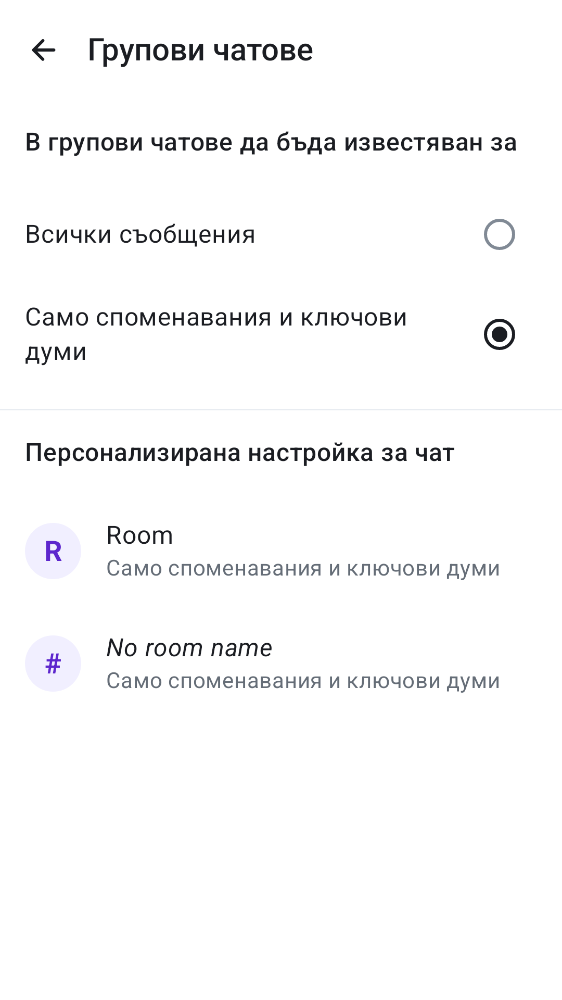 Групови чатове
В групови чатове да бъда известяван за
Всички съобщения
Само споменавания и ключови
думи
Персонализирана настройка за чат
R
Room
Само споменавания и ключови думи
#
No room name
Само споменавания и ключови думи